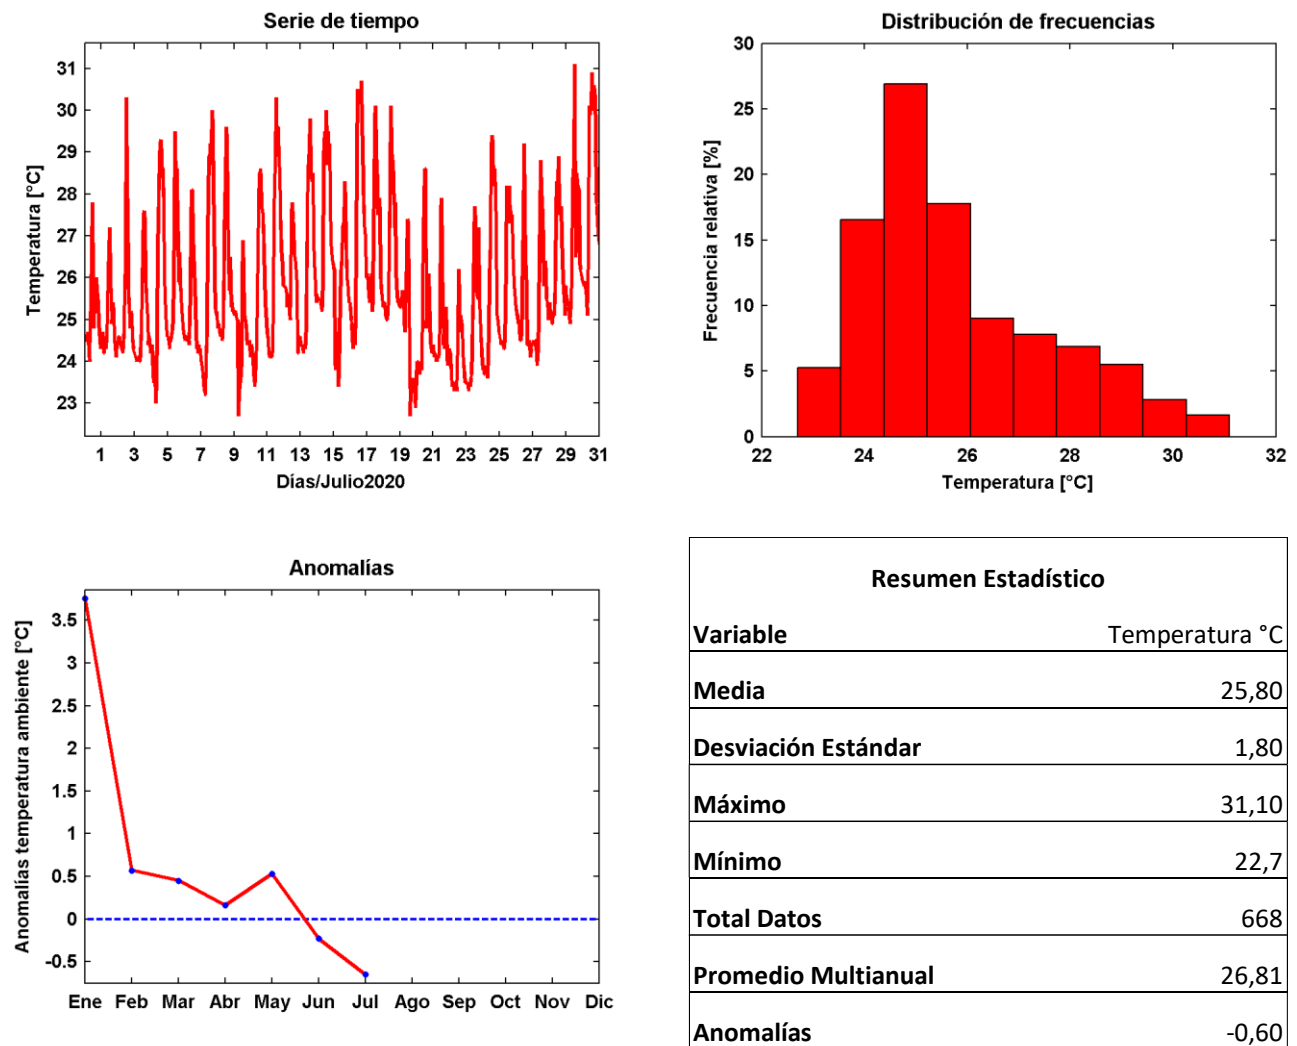 Serie de tiempo
Temperatura [°C]
31
30
29
28
27
26
25
24
23
1 3 5 7 9 11 13 15 17 19 21 23 25 27 29 31
Días/Julio2020
Distribución de frecuencias
Frecuencia relativa [%]
30
25
20
15
10
5
0
22 24 26 28 30 32
Temperatura [°C]
Anomalías
Anomalías temperatura ambiente [°C]
3.5
3
2.5
2
1.5
1
0.5
0
-0.5
Ene Feb Mar Abr May Jun Jul Ago Sep Oct Nov Dic
Resumen Estadístico
Variable Temperatura °C
Media 25,80
Desviación Estándar 1,80
Máximo 31,10
Mínimo 22,7
Total Datos 668
Promedio Multianual 26,81
Anomalías -0,60